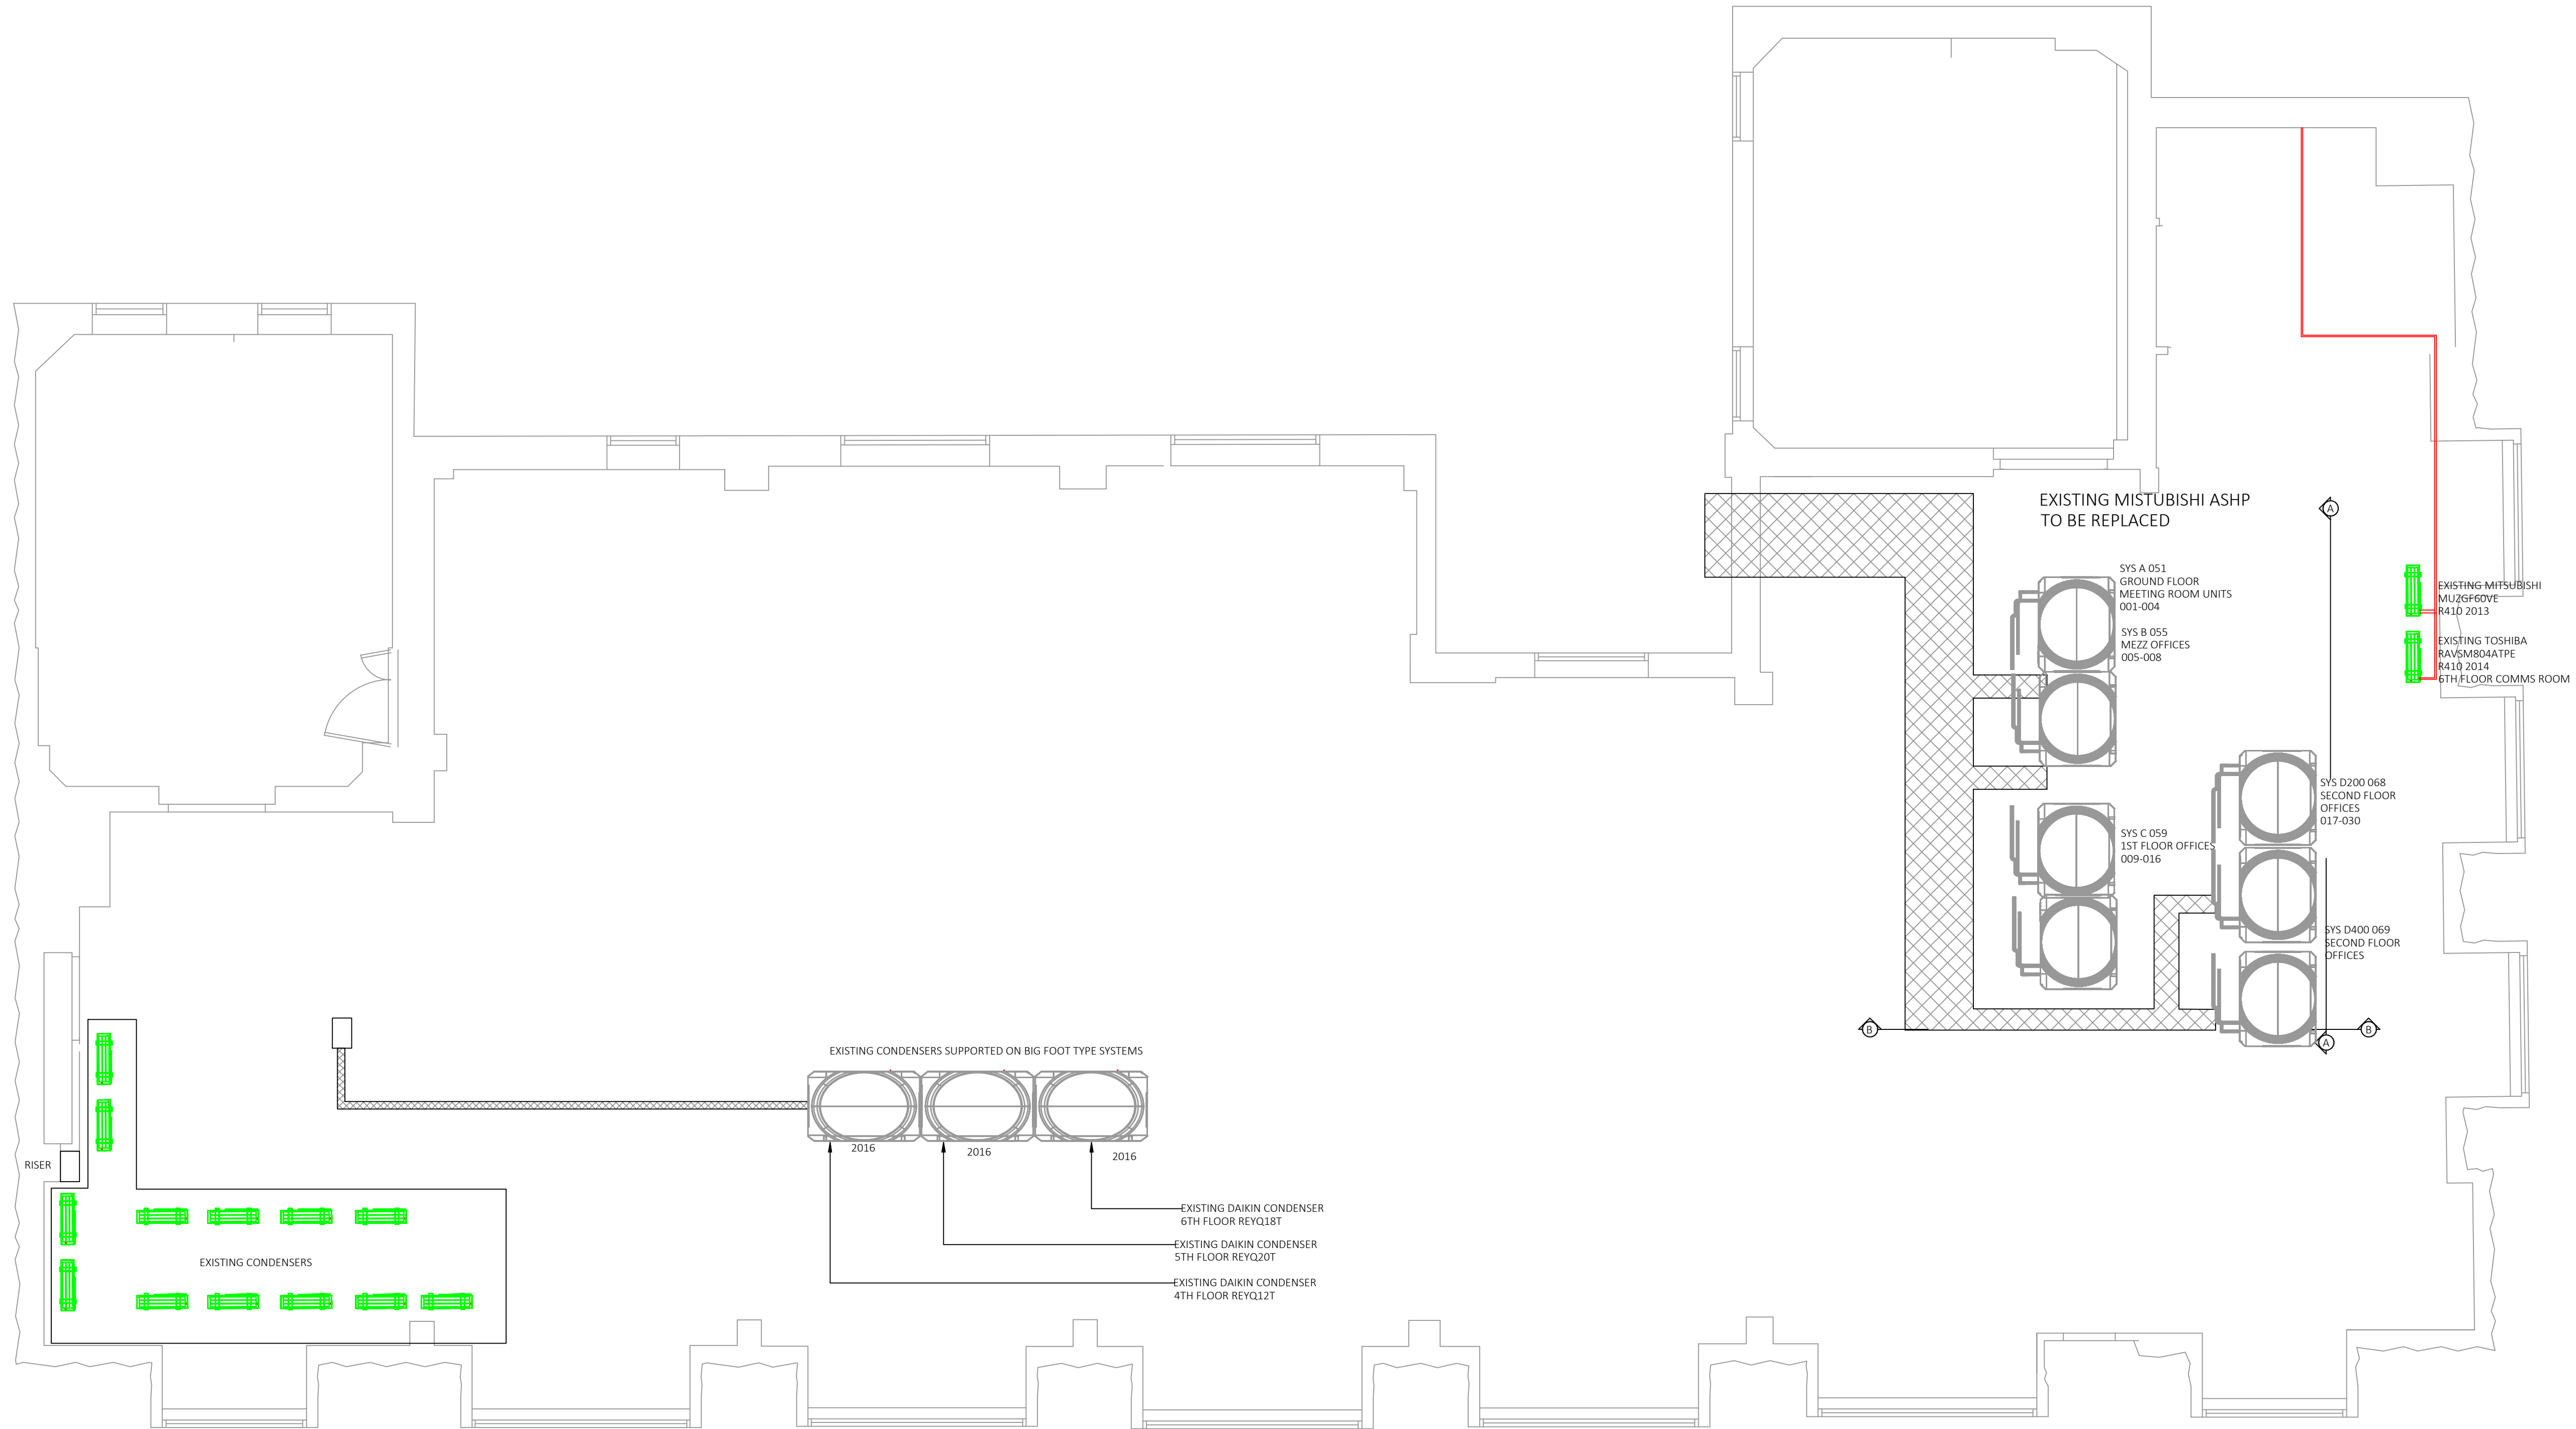 EXISTING MISTUBISHI ASHP
TO BE REPLACED
A
SYS A 051
GROUND FLOOR
MEETING ROOM UNITS
001-004
SYS B 055
MEZZ OFFICES
005-008
EXISTING MITSUBISHI
MUZGF60VE
R410 2013
EXISTING TOSHIBA
RAVSM804ATPE
R410 2014
6TH FLOOR COMMS ROOM
SYS D200 068
SECOND FLOOR
OFFICES
017-030
SYS C 059
1ST FLOOR OFFICES
009-016
SYS D400 069
SECOND FLOOR
OFFICES
B
B
A
EXISTING CONDENSERS SUPPORTED ON BIG FOOT TYPE SYSTEMS
2016
2016
2016
RISER
EXISTING DAIKIN CONDENSER
6TH FLOOR REYQ18T
EXISTING DAIKIN CONDENSER
5TH FLOOR REYQ20T
EXISTING CONDENSERS
EXISTING DAIKIN CONDENSER
4TH FLOOR REYQ12T